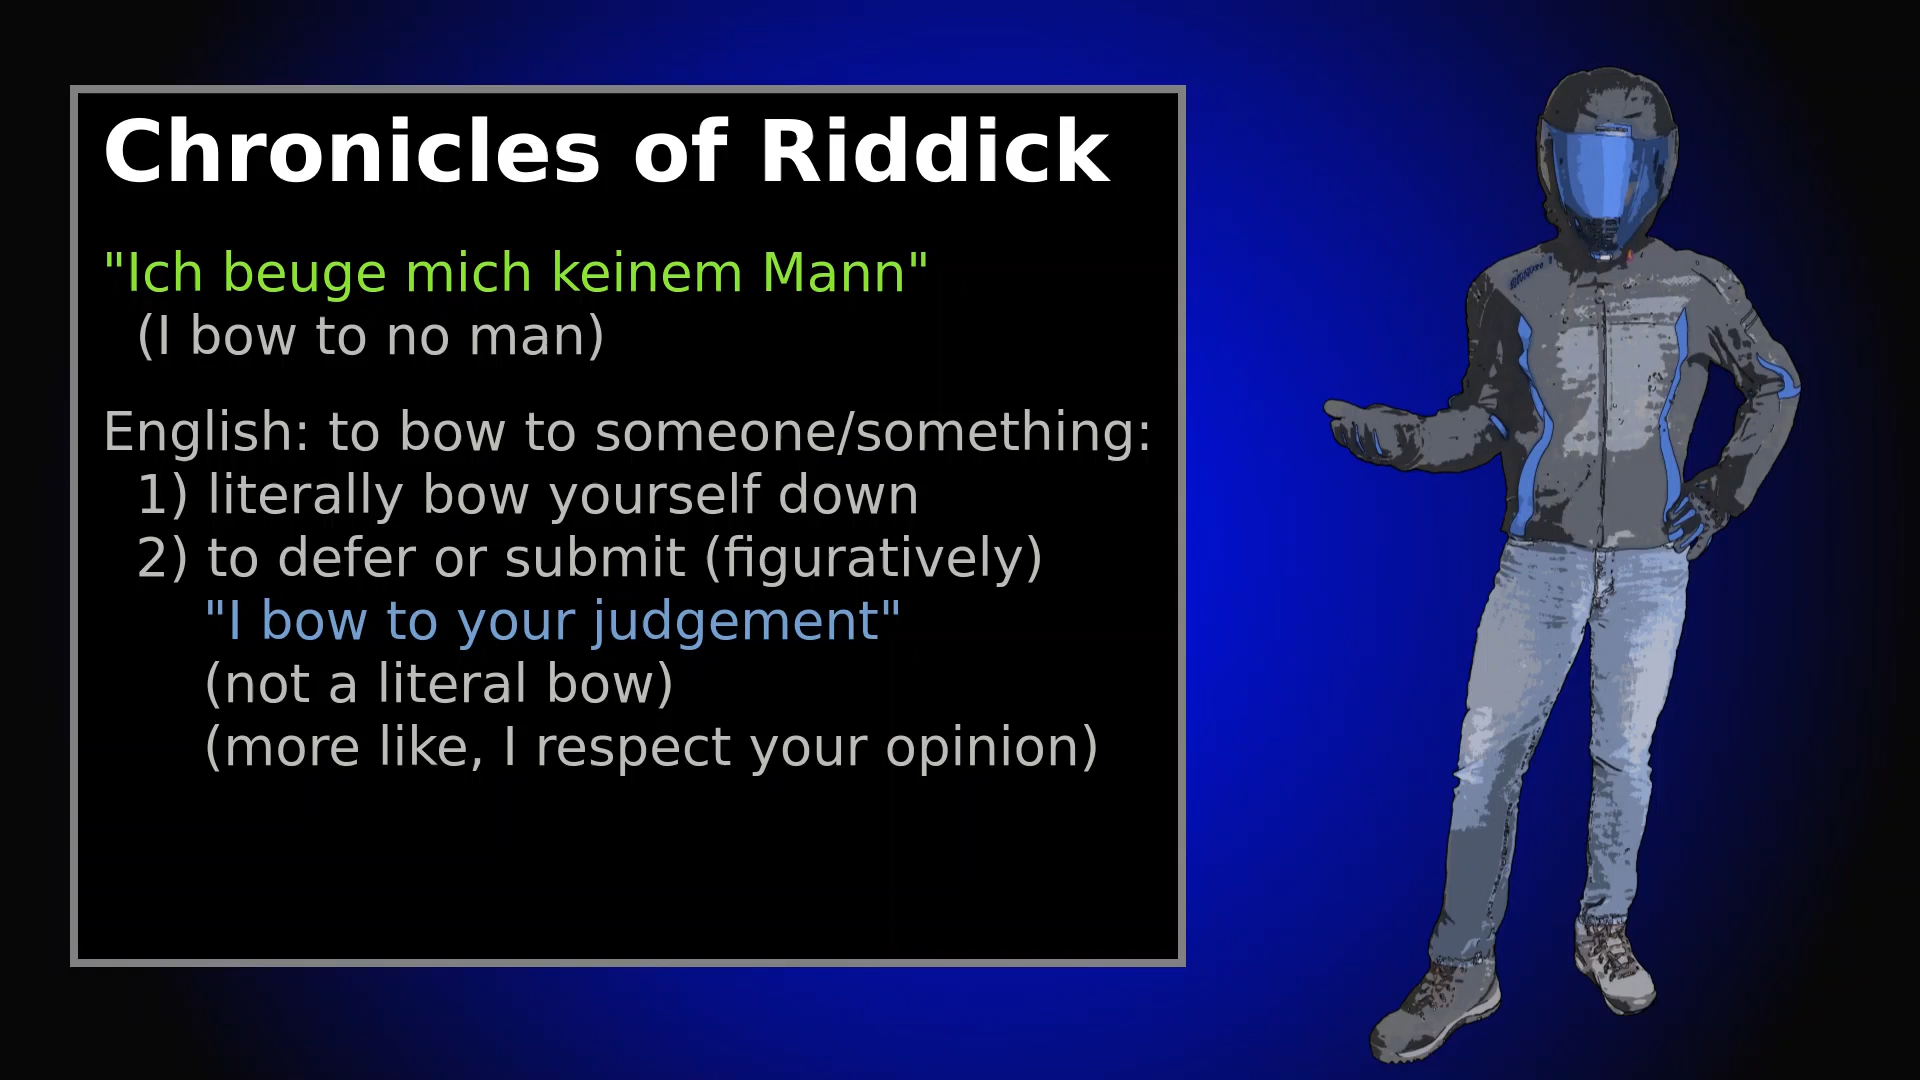 Chronicles of Riddick
"Ich beuge mich keinem Mann"
(I bow to no man)
English: to bow to someone/something:
1) literally bow yourself down
2) to defer or submit (figuratively)
"I bow to your judgement"
(not a literal bow)
(more like, I respect your opinion)